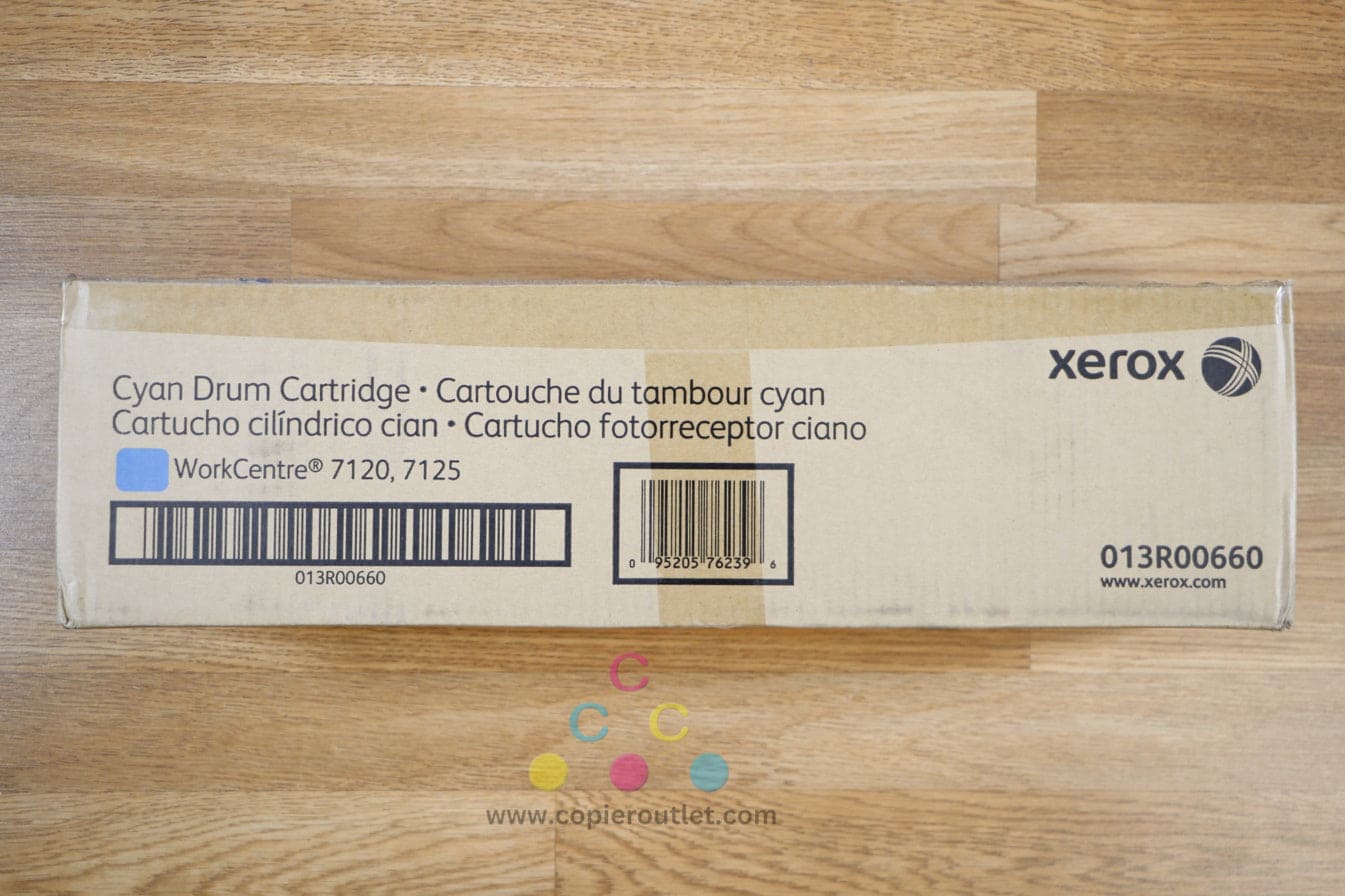 xerox
Cyan Drum Cartridge • Cartouche du tambour cyan
Cartucho cilíndrico cian • Cartucho fotorreceptor ciano
WorkCentre® 7120, 7125
013R00660
0 95205 76239 6
013R00660
www.xerox.com
C
C C
www.copieroutlet.com